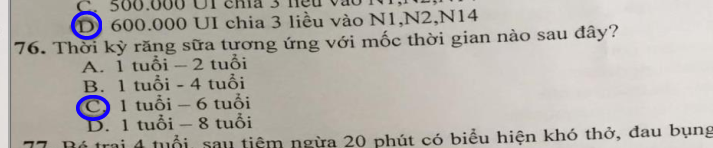 C. 500.000 UI chia 3 liều vào
D. 600.000 UI chia 3 liều vào N1,N2,N14
76. Thời kỳ răng sữa tương ứng với mốc thời gian nào sau đây?
A. 1 tuổi – 2 tuổi
B. 1 tuổi - 4 tuổi
C. 1 tuổi – 6 tuổi
D. 1 tuổi – 8 tuổi
77. Bé trai 4 tuổi, sau tiêm ngừa 20 phút có biểu hiện khó thở, đau bụng